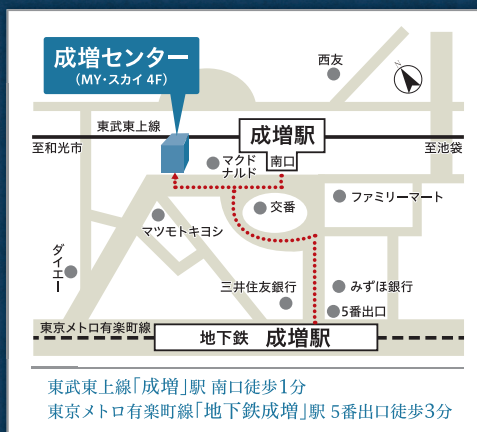 成増センター
（MY・スカイ 4F）
西友
N
東武東上線
成増駅
至和光市
マクド
ナルド
南口
至池袋
交番
ファミリーマート
マツモトキヨシ
ダイエー
三井住友銀行
みずほ銀行
5番出口
東京メトロ有楽町線
地下鉄 成増駅
東武東上線「成増」駅 南口徒歩1分
東京メトロ有楽町線「地下鉄成増」駅 5番出口徒歩3分